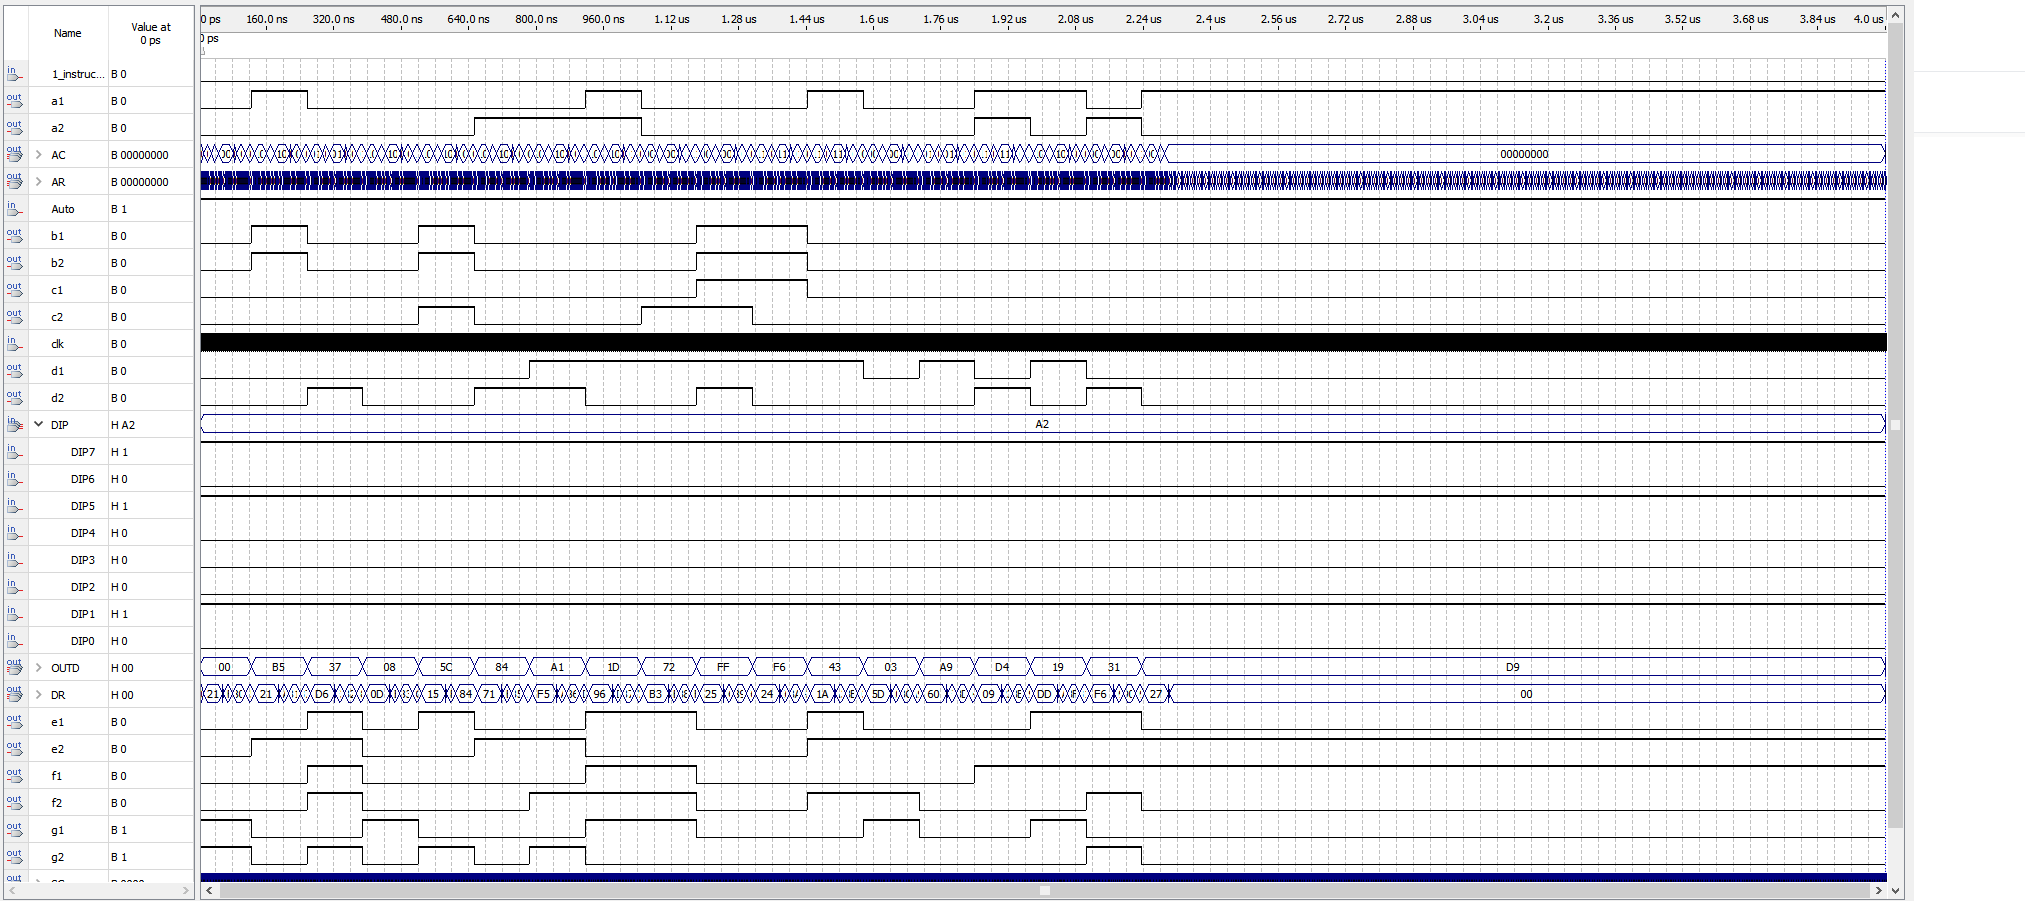 Name
Value at
0 ps
0 ps 160.0 ns 320.0 ns 480.0 ns 640.0 ns 800.0 ns 960.0 ns 1.12 us 1.28 us 1.44 us 1.6 us 1.76 us 1.92 us 2.08 us 2.24 us 2.4 us 2.56 us 2.72 us 2.88 us 3.04 us 3.2 us 3.36 us 3.52 us 3.68 us 3.84 us 4.0 us
0 ps
in 1_instruc... B 0
out a1 B 0
out a2 B 0
out AC B 00000000 00000000
out AR B 00000000
in Auto B 1
out b1 B 0
out b2 B 0
out c1 B 0
out c2 B 0
in clk B 0
out d1 B 0
out d2 B 0
in DIP H A2 A2
in DIP7 H 1
in DIP6 H 0
in DIP5 H 1
in DIP4 H 0
in DIP3 H 0
in DIP2 H 0
in DIP1 H 1
in DIP0 H 0
out OUTD H 00 00 B5 37 08 5C 84 A1 1D 72 FF F6 43 03 A9 D4 19 31 D9
out DR H 00 21 21 D6 0D 15 84 71 F5 96 B3 25 24 1A 5D 60 09 DD F6 27 00
out e1 B 0
out e2 B 0
out f1 B 0
out f2 B 0
out g1 B 1
out g2 B 1
out